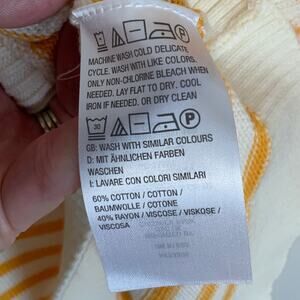 MACHINE WASH COLD DELICATE
CYCLE. WASH WITH LIKE COLORS.
ONLY NON-CHLORINE BLEACH WHEN
NEEDED. LAY FLAT TO DRY. COOL
IRON IF NEEDED. OR DRY CLEAN
P
30
P
GB: WASH WITH SIMILAR COLOURS
D: MIT ÄHNLICHEN FARBEN
WASCHEN
I: LAVARE CON COLORI SIMILARI
60% COTTON / COTTON /
BAUMWOLLE / COTONE
40% RAYON / VISCOSE / VISKOSE /
VISCOSA